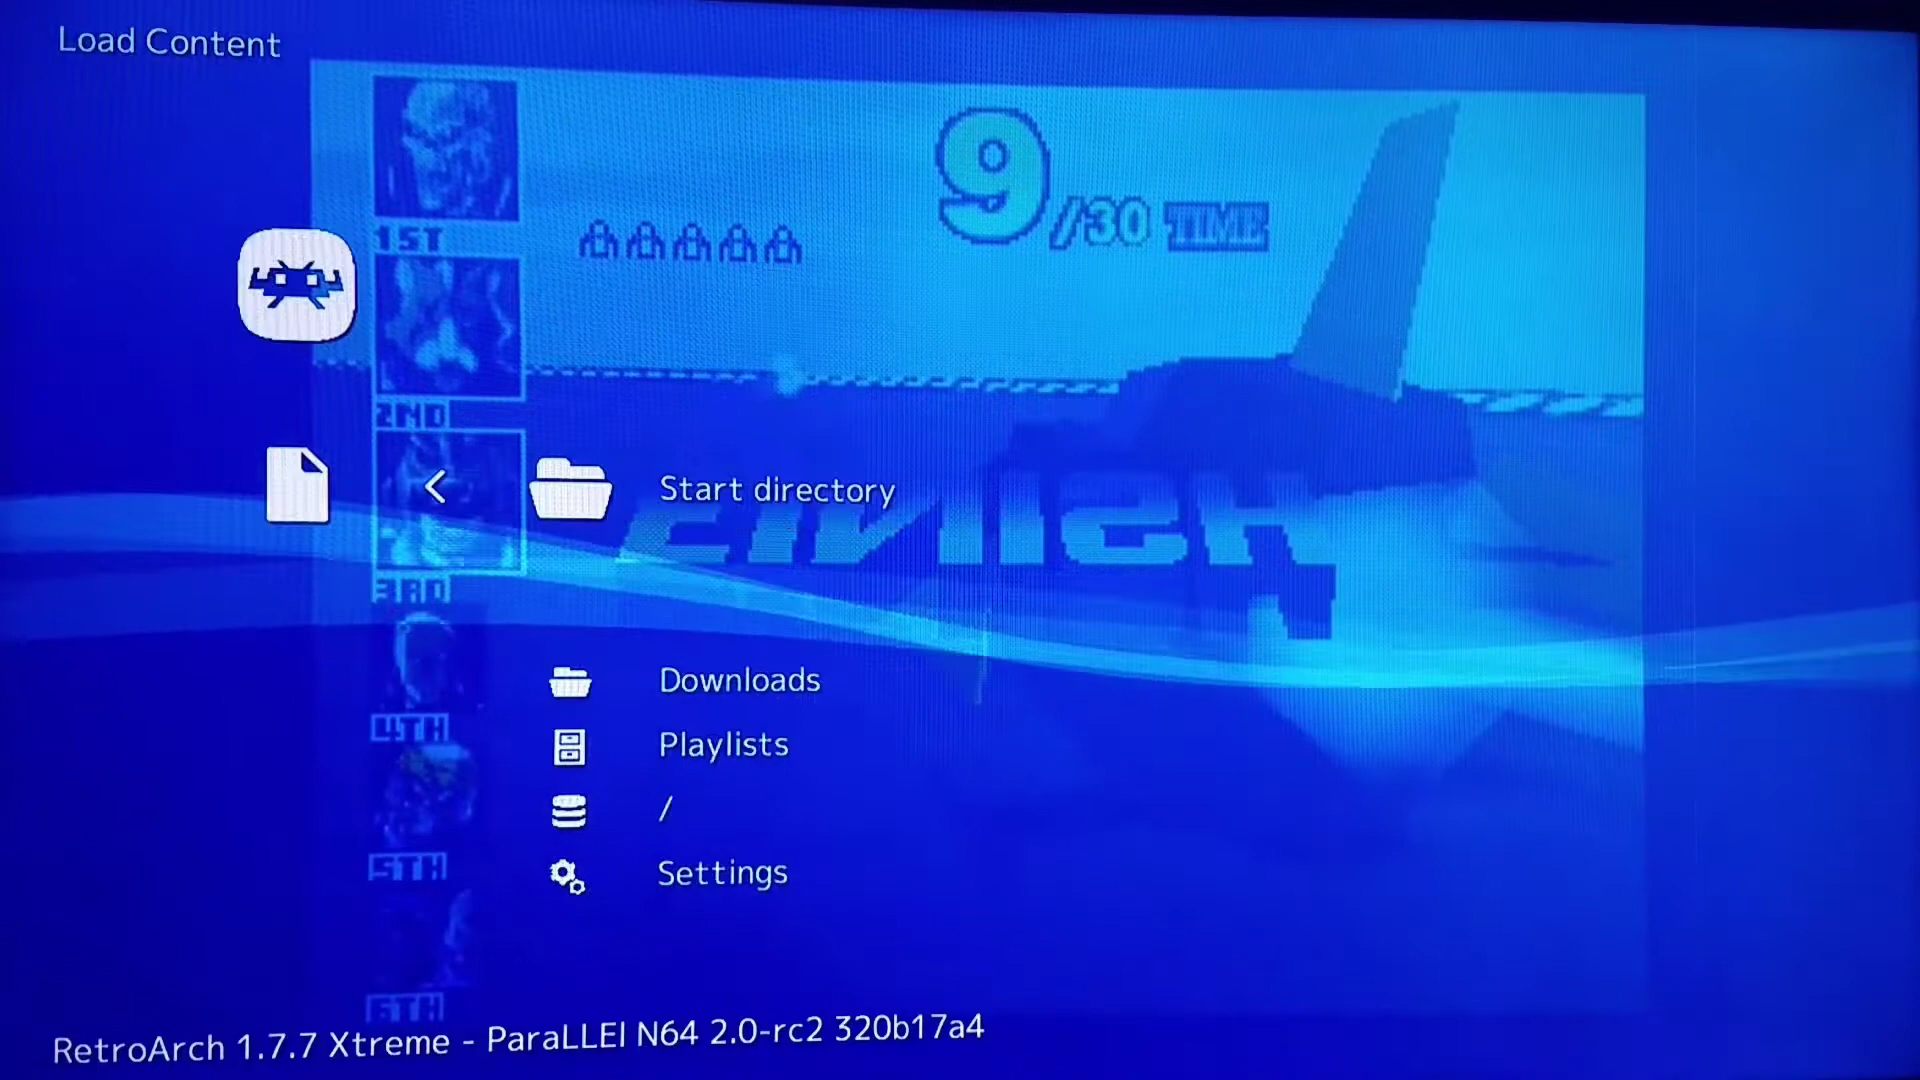 Load Content
9/30 TIME
1ST
2ND
Start directory
3RD
Downloads
4TH
Playlists
/
5TH
Settings
6TH
RetroArch 1.7.7 Xtreme - ParaLLEl N64 2.0-rc2 320b17a4